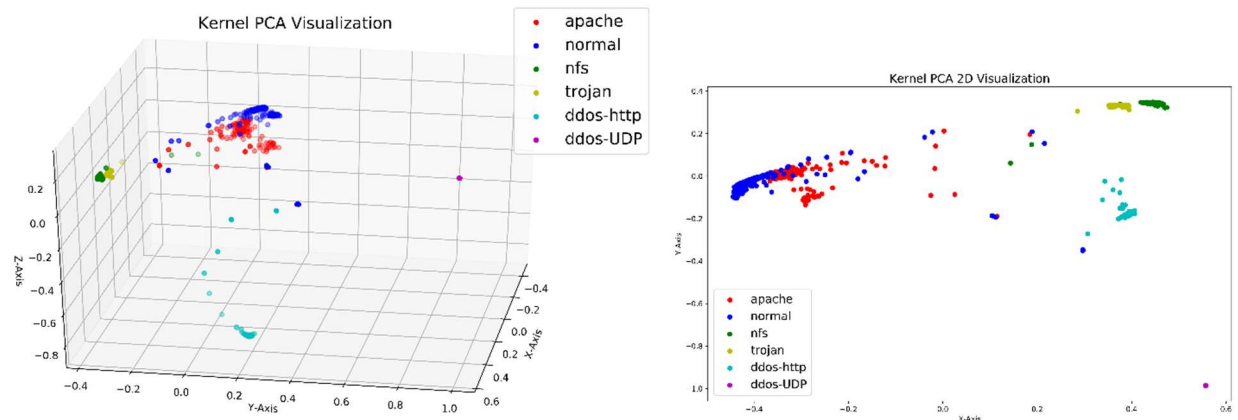 Kernel PCA Visualization
apache
normal
nfs
trojan
ddos-http
ddos-UDP
0.2
0.0
−0.2
−0.4
−0.6
−0.8
Z-Axis
−0.4 −0.2 0.0 0.2 0.4 0.6 0.8 1.0
Y-Axis
−0.4
−0.2
0.0
0.2
0.4
0.6
X-Axis
Kernel PCA 2D Visualization
0.4
0.2
0.0
−0.2
−0.4
−0.6
−0.8
1.0
Y Axis
apache
normal
nfs
trojan
ddos-http
ddos-UDP
−0.4 −0.2 0.0 0.2 0.4 0.6
X-Axis